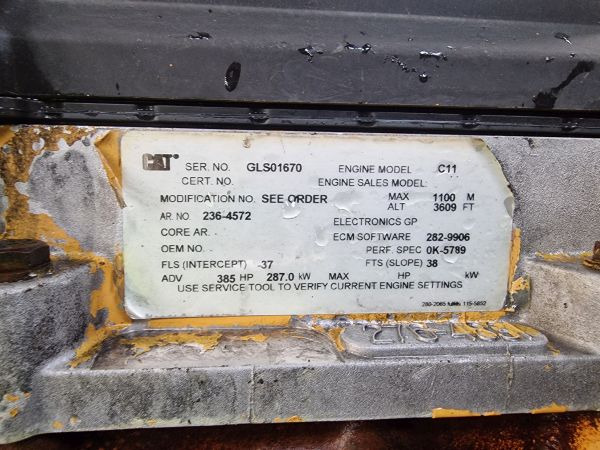 CAT SER. NO. GLS01670 ENGINE MODEL C11
CERT. NO. ENGINE SALES MODEL:
MODIFICATION NO. SEE ORDER MAX ALT 1100 M 3609 FT
AR. NO. 236-4572 ELECTRONICS GP
CORE AR. ECM SOFTWARE 282-9906
OEM NO. PERF. SPEC 0K-5789
FLS (INTERCEPT) -37 FTS (SLOPE) 38
ADV 385 HP 287.0 kW MAX HP kW
USE SERVICE TOOL TO VERIFY CURRENT ENGINE SETTINGS